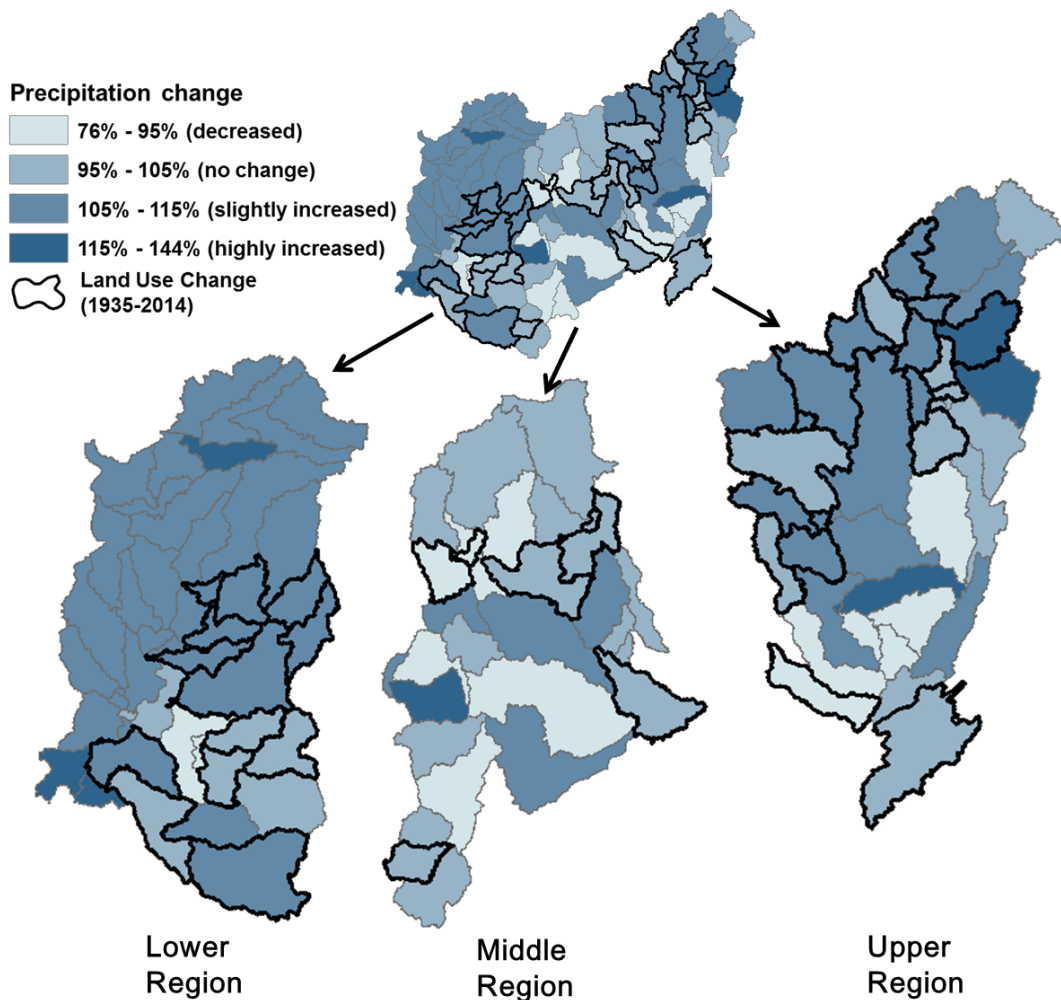 Precipitation change
76% - 95% (decreased)
95% - 105% (no change)
105% - 115% (slightly increased)
115% - 144% (highly increased)
Land Use Change
(1935-2014)
Lower
Region
Middle
Region
Upper
Region